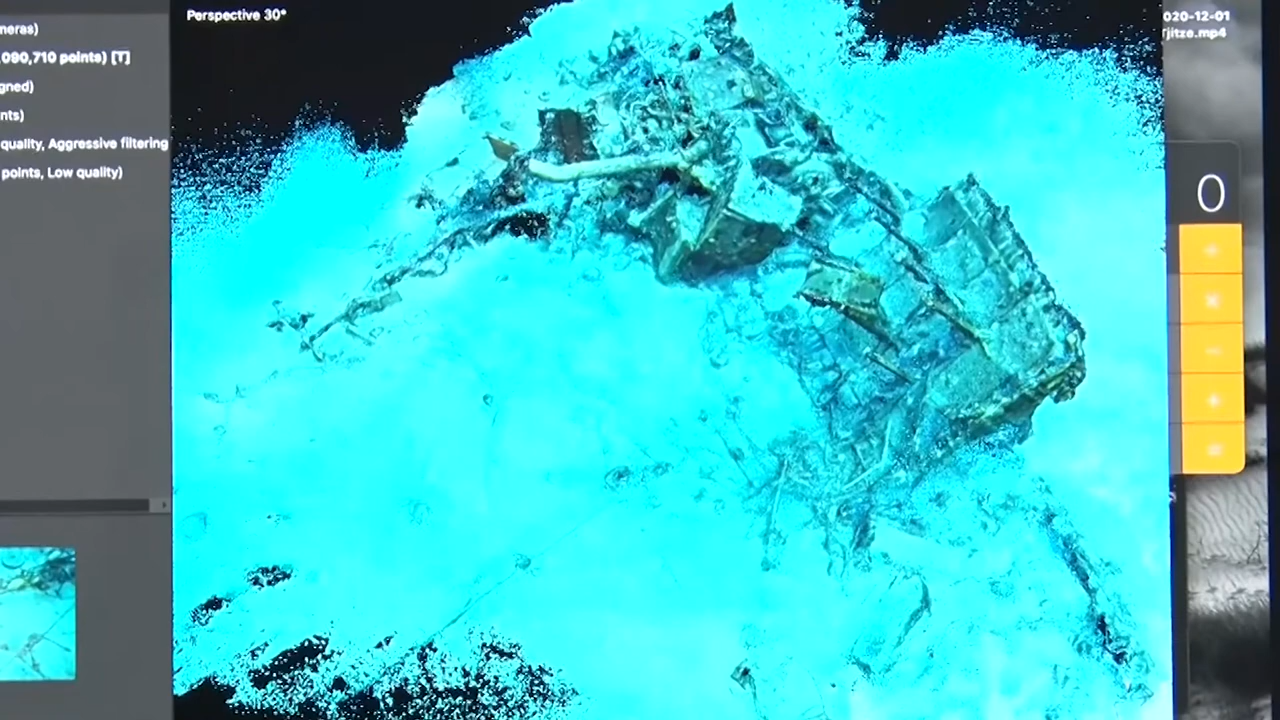 Perspective 30°
neras)
090,710 points) [T]
gned)
nts)
quality, Aggressive filtering
points, Low quality)
020-12-01
rjitze.mp4
0